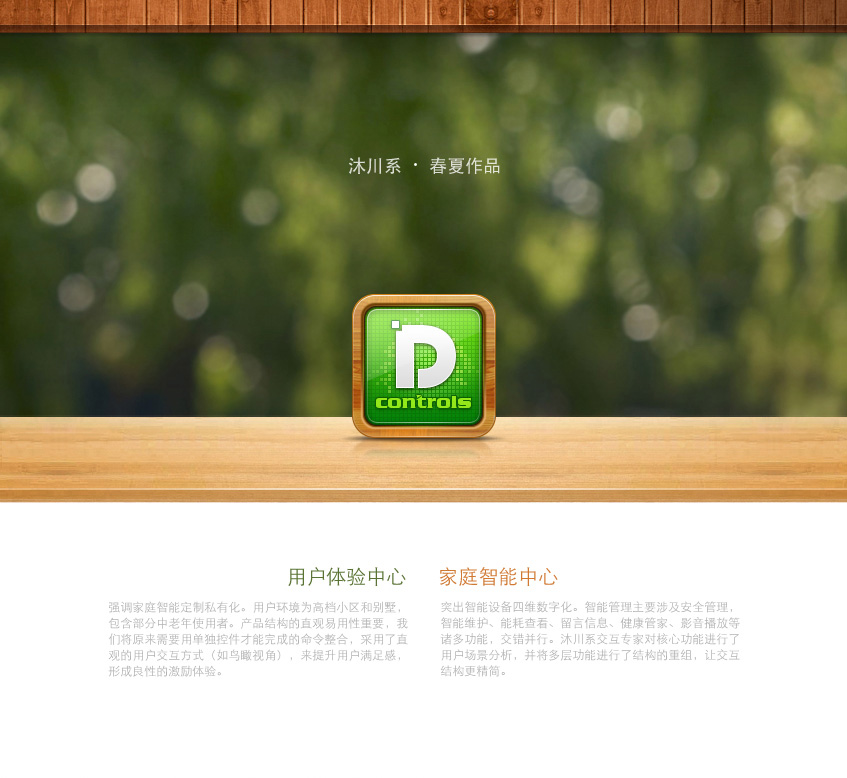 沐川系 · 春夏作品
D
controls
用户体验中心
强调家庭智能定制私有化。用户环境为高档小区和别墅，
包含部分中老年使用者。产品结构的直观易用性重要，我
们将原来需要用单独控件才能完成的命令整合，采用了直
观的用户交互方式（如鸟瞰视角），来提升用户满足感，
形成良性的激励体验。
家庭智能中心
突出智能设备四维数字化。智能管理主要涉及安全管理，
智能维护、能耗查看、留言信息、健康管家、影音播放等
诸多功能，交错并行。沐川系交互专家对核心功能进行了
用户场景分析，并将多层功能进行了结构的重组，让交互
结构更精简。